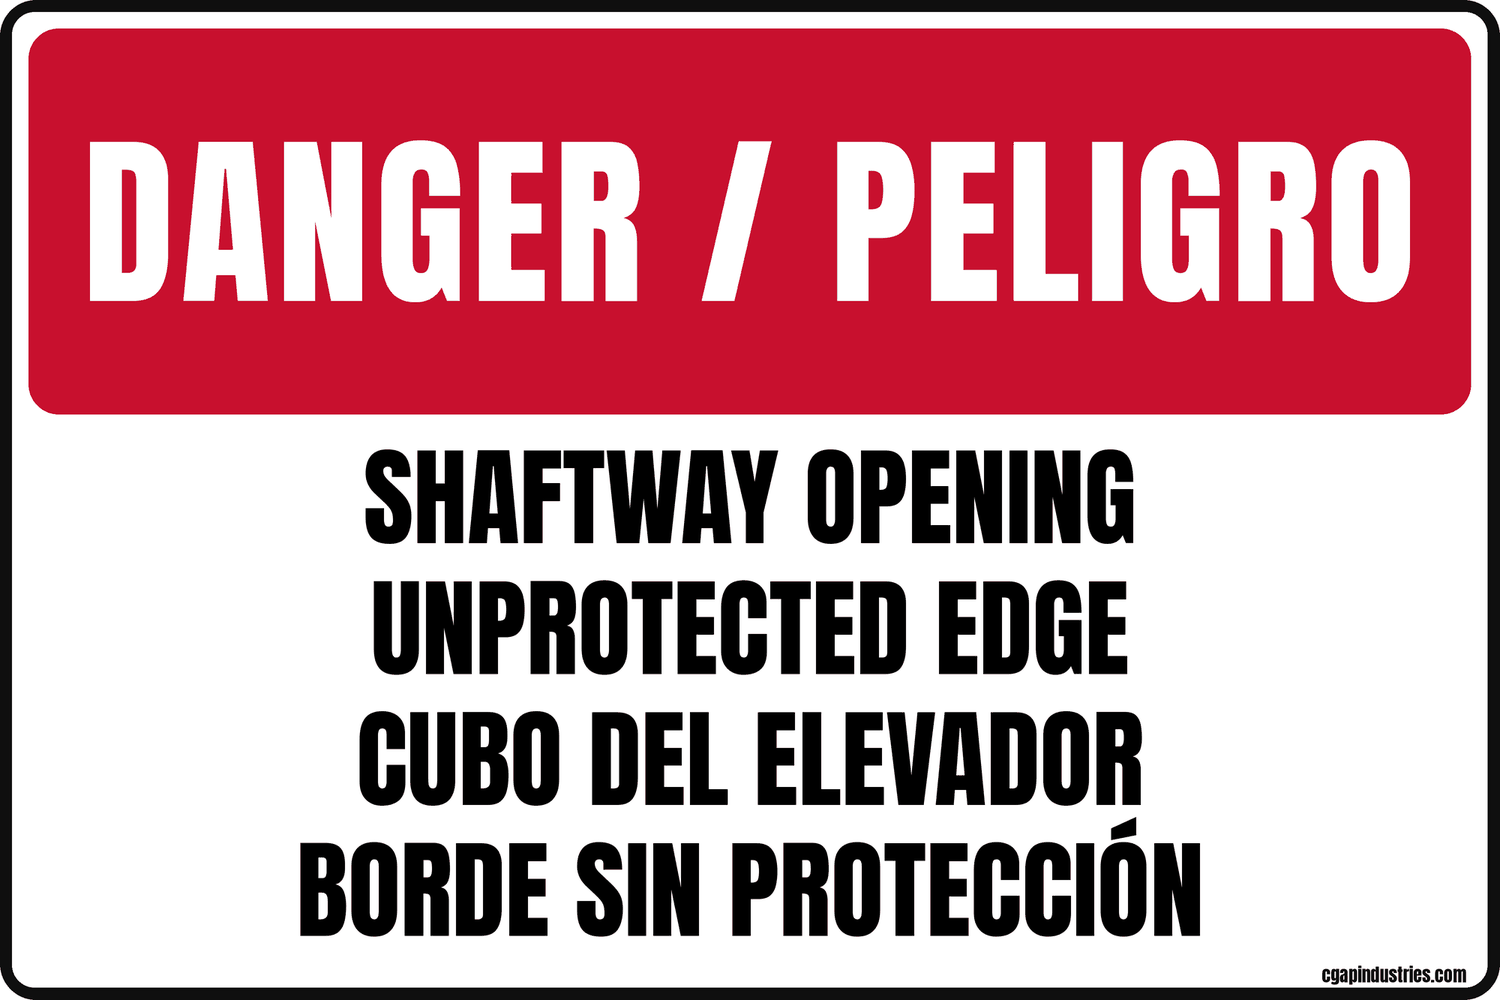 DANGER / PELIGRO
SHAFTWAY OPENING
UNPROTECTED EDGE
CUBO DEL ELEVADOR
BORDE SIN PROTECCIÓN
cgapindustries.com